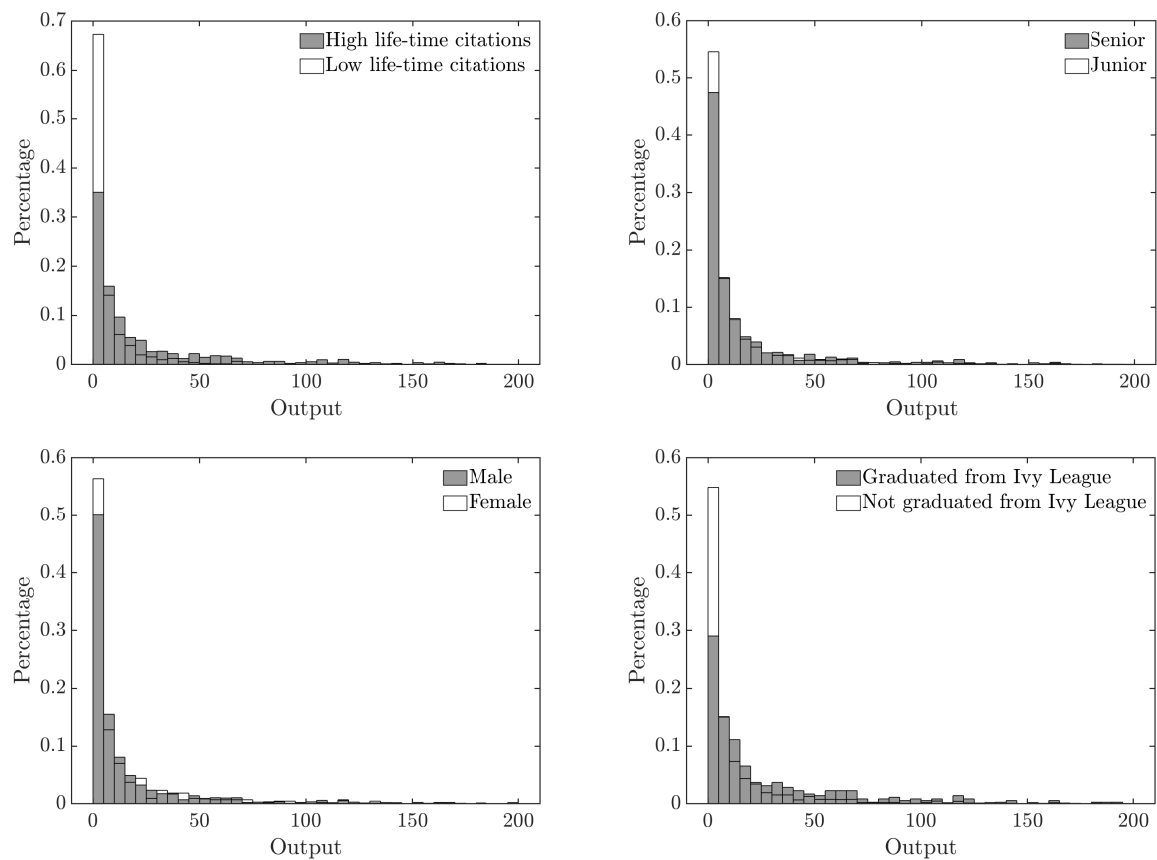 High life-time citations
Low life-time citations
Percentage
0.7
0.6
0.5
0.4
0.3
0.2
0.1
0
0 50 100 150 200
Output
Senior
Junior
Percentage
0.6
0.5
0.4
0.3
0.2
0.1
0
0 50 100 150 200
Output
Male
Female
Percentage
0.6
0.5
0.4
0.3
0.2
0.1
0
0 50 100 150 200
Output
Graduated from Ivy League
Not graduated from Ivy League
Percentage
0.6
0.5
0.4
0.3
0.2
0.1
0
0 50 100 150 200
Output